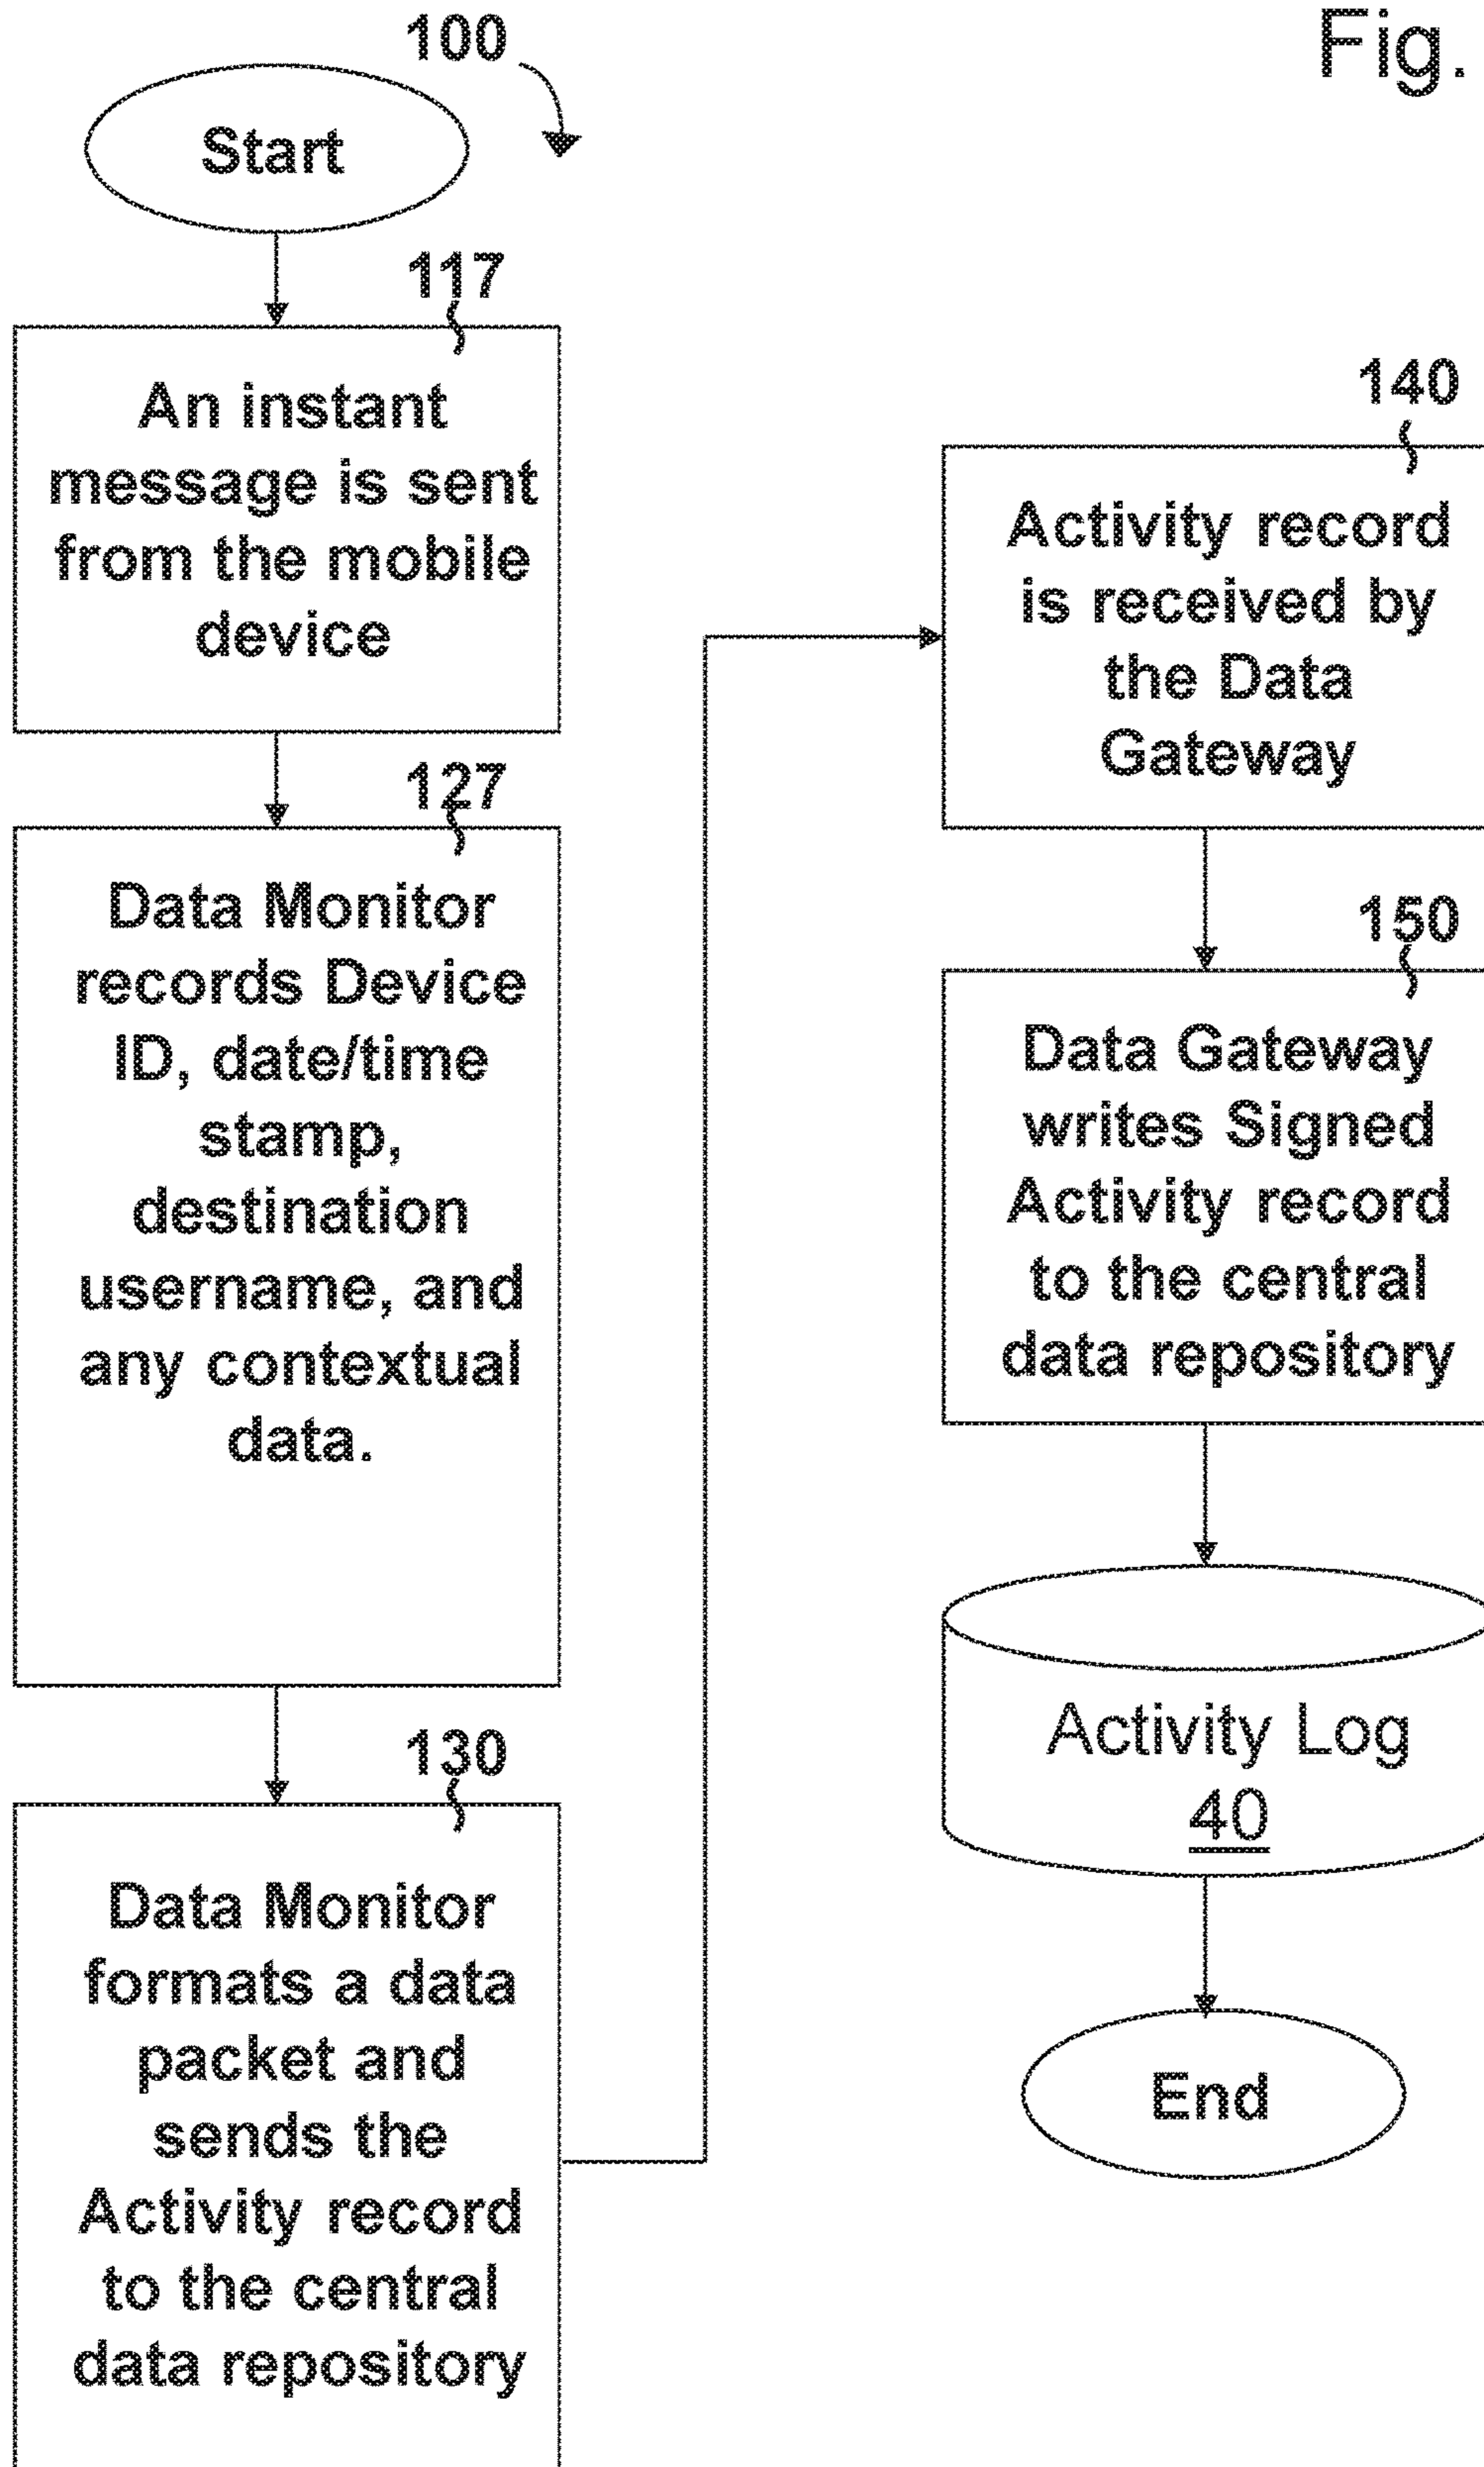 100
Fig.
Start
117
An instant
message is sent
from the mobile
device
127
Data Monitor
records Device
ID, date/time
stamp,
destination
username, and
any contextual
data.
130
Data Monitor
formats a data
packet and
sends the
Activity record
to the central
data repository
140
Activity record
is received by
the Data
Gateway
150
Data Gateway
writes Signed
Activity record
to the central
data repository
Activity Log
40
End